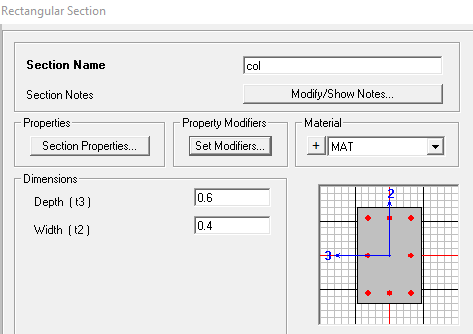 Rectangular Section
Section Name col
Section Notes Modify/Show Notes...
Properties Property Modifiers Material
Section Properties... Set Modifiers... + MAT
Dimensions
Depth ( t3 ) 0.6
Width ( t2 ) 0.4
2
3